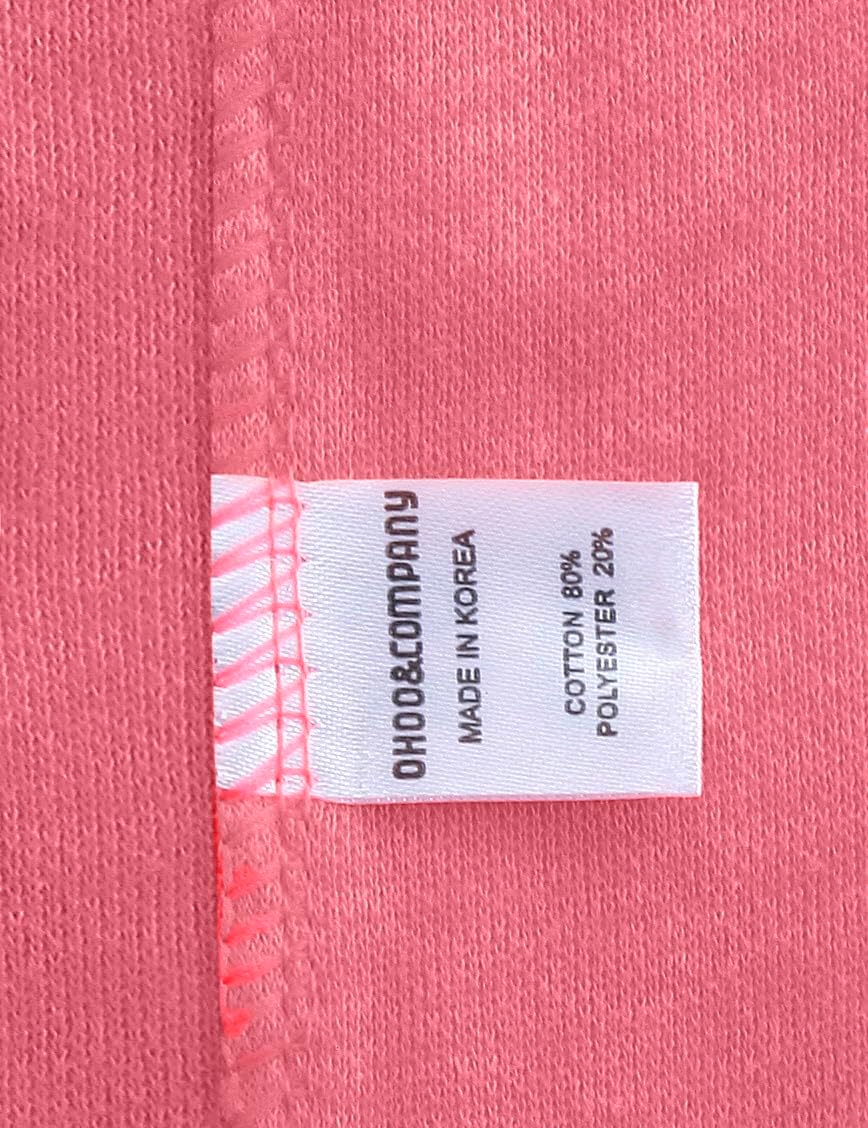 OHOO&COMPANY
MADE IN KOREA
COTTON 80%
POLYESTER 20%